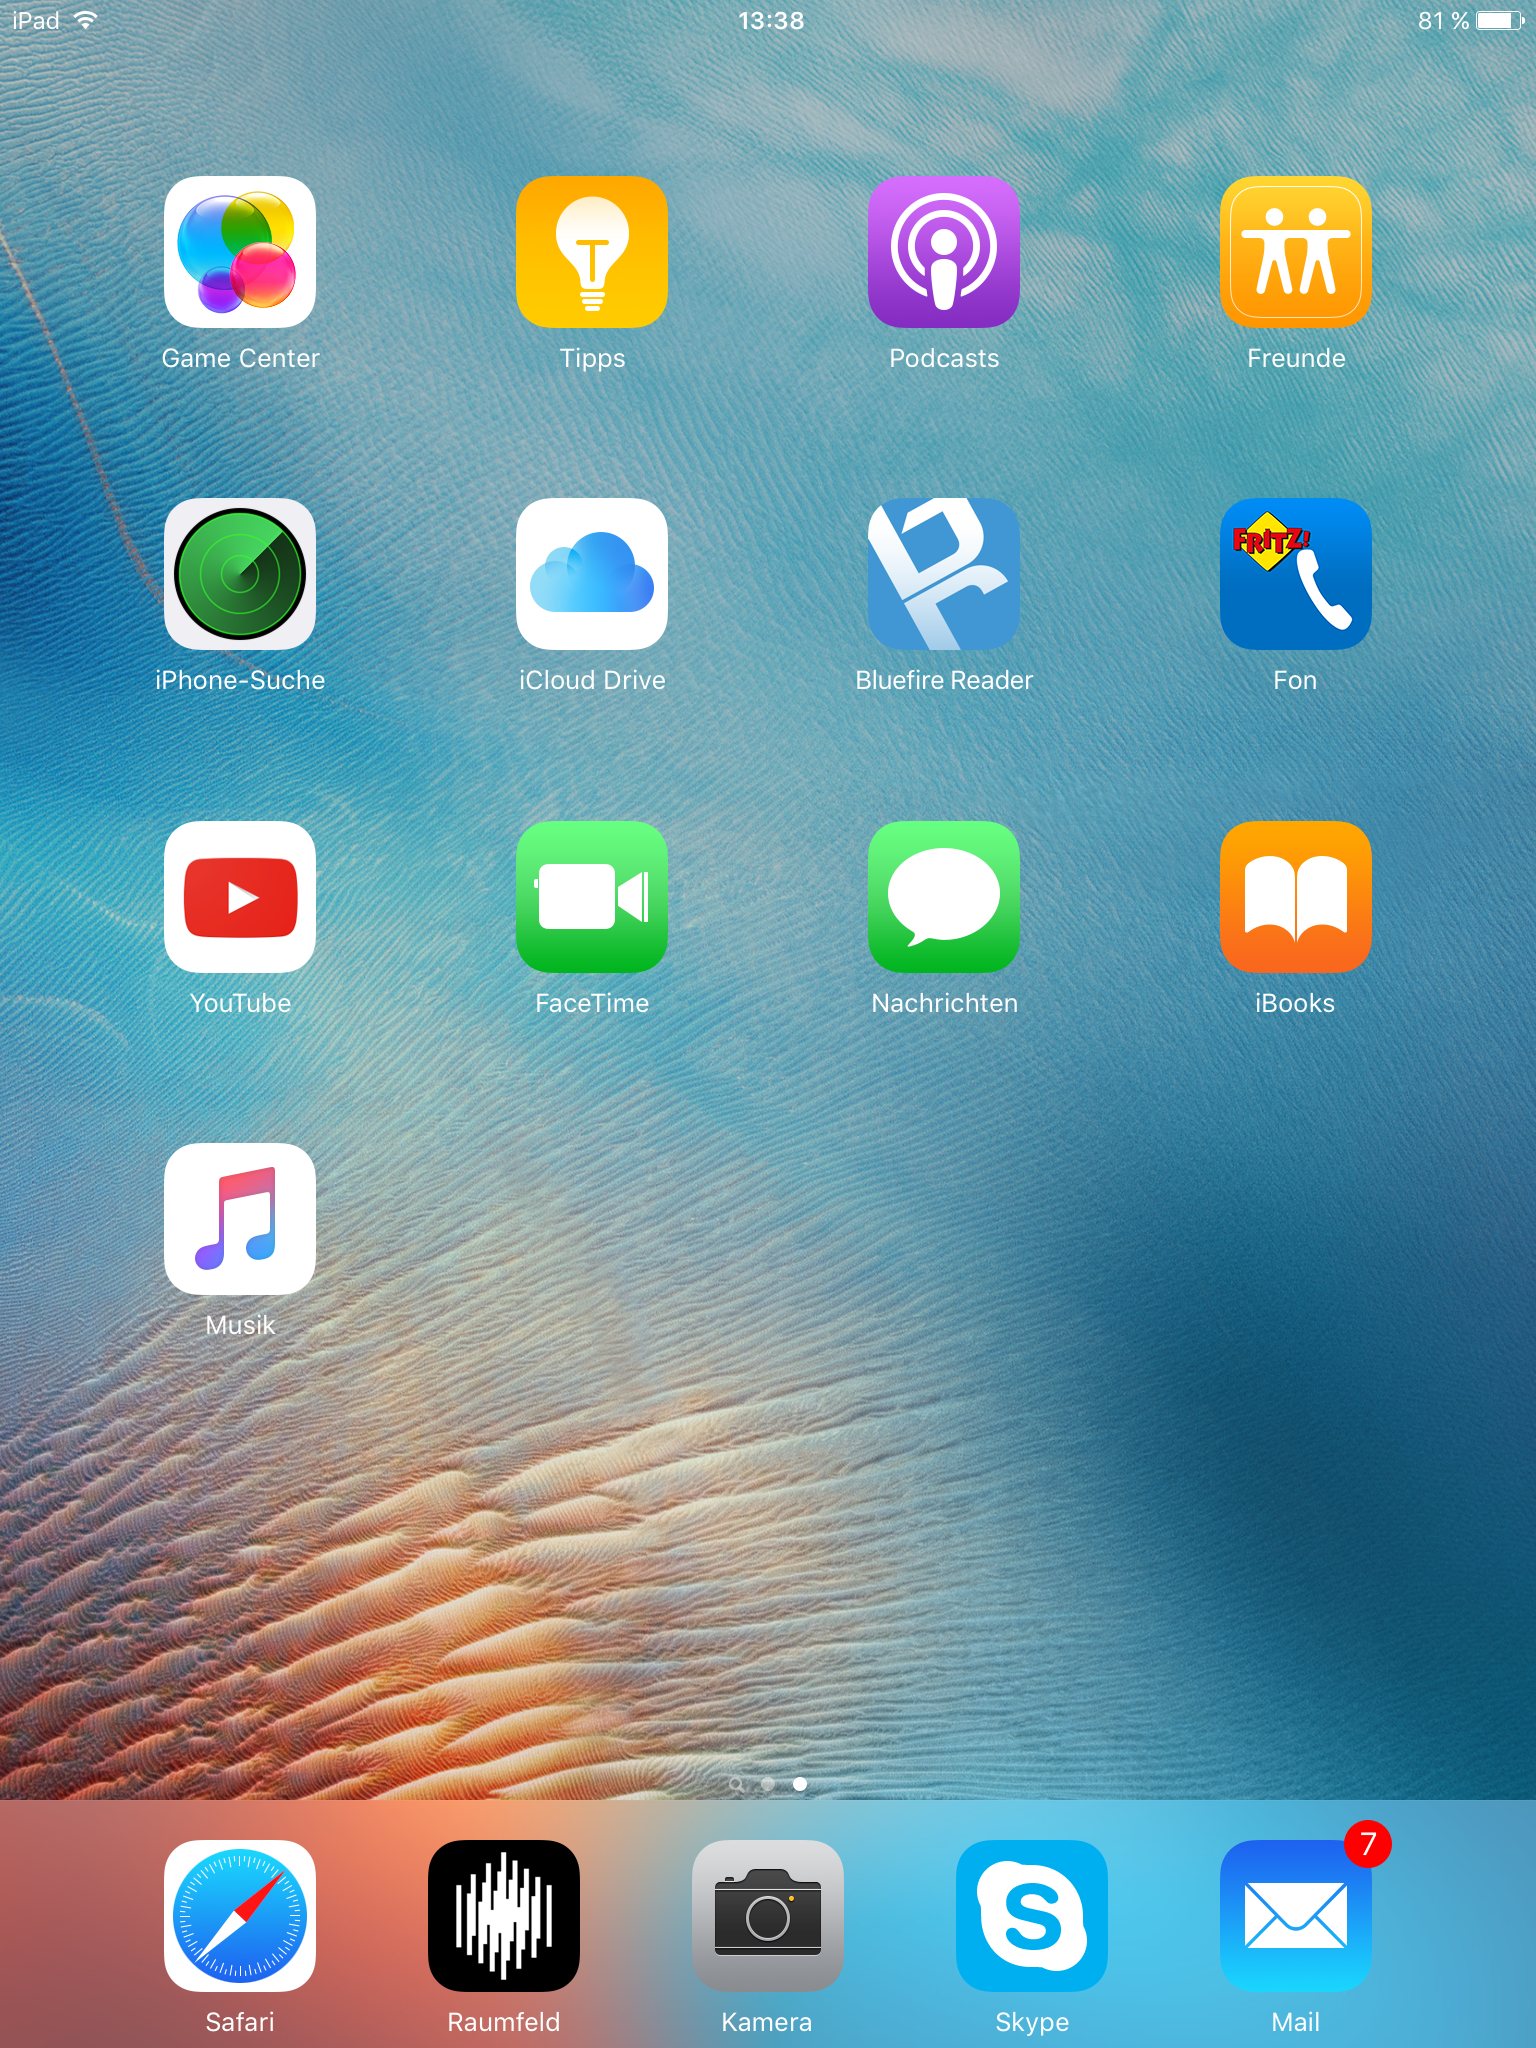 iPad 13:38 81 %
Game Center Tipps Podcasts Freunde
FRITZ!
iPhone-Suche iCloud Drive Bluefire Reader Fon
YouTube FaceTime Nachrichten iBooks
Musik
7
Safari Raumfeld Kamera Skype Mail